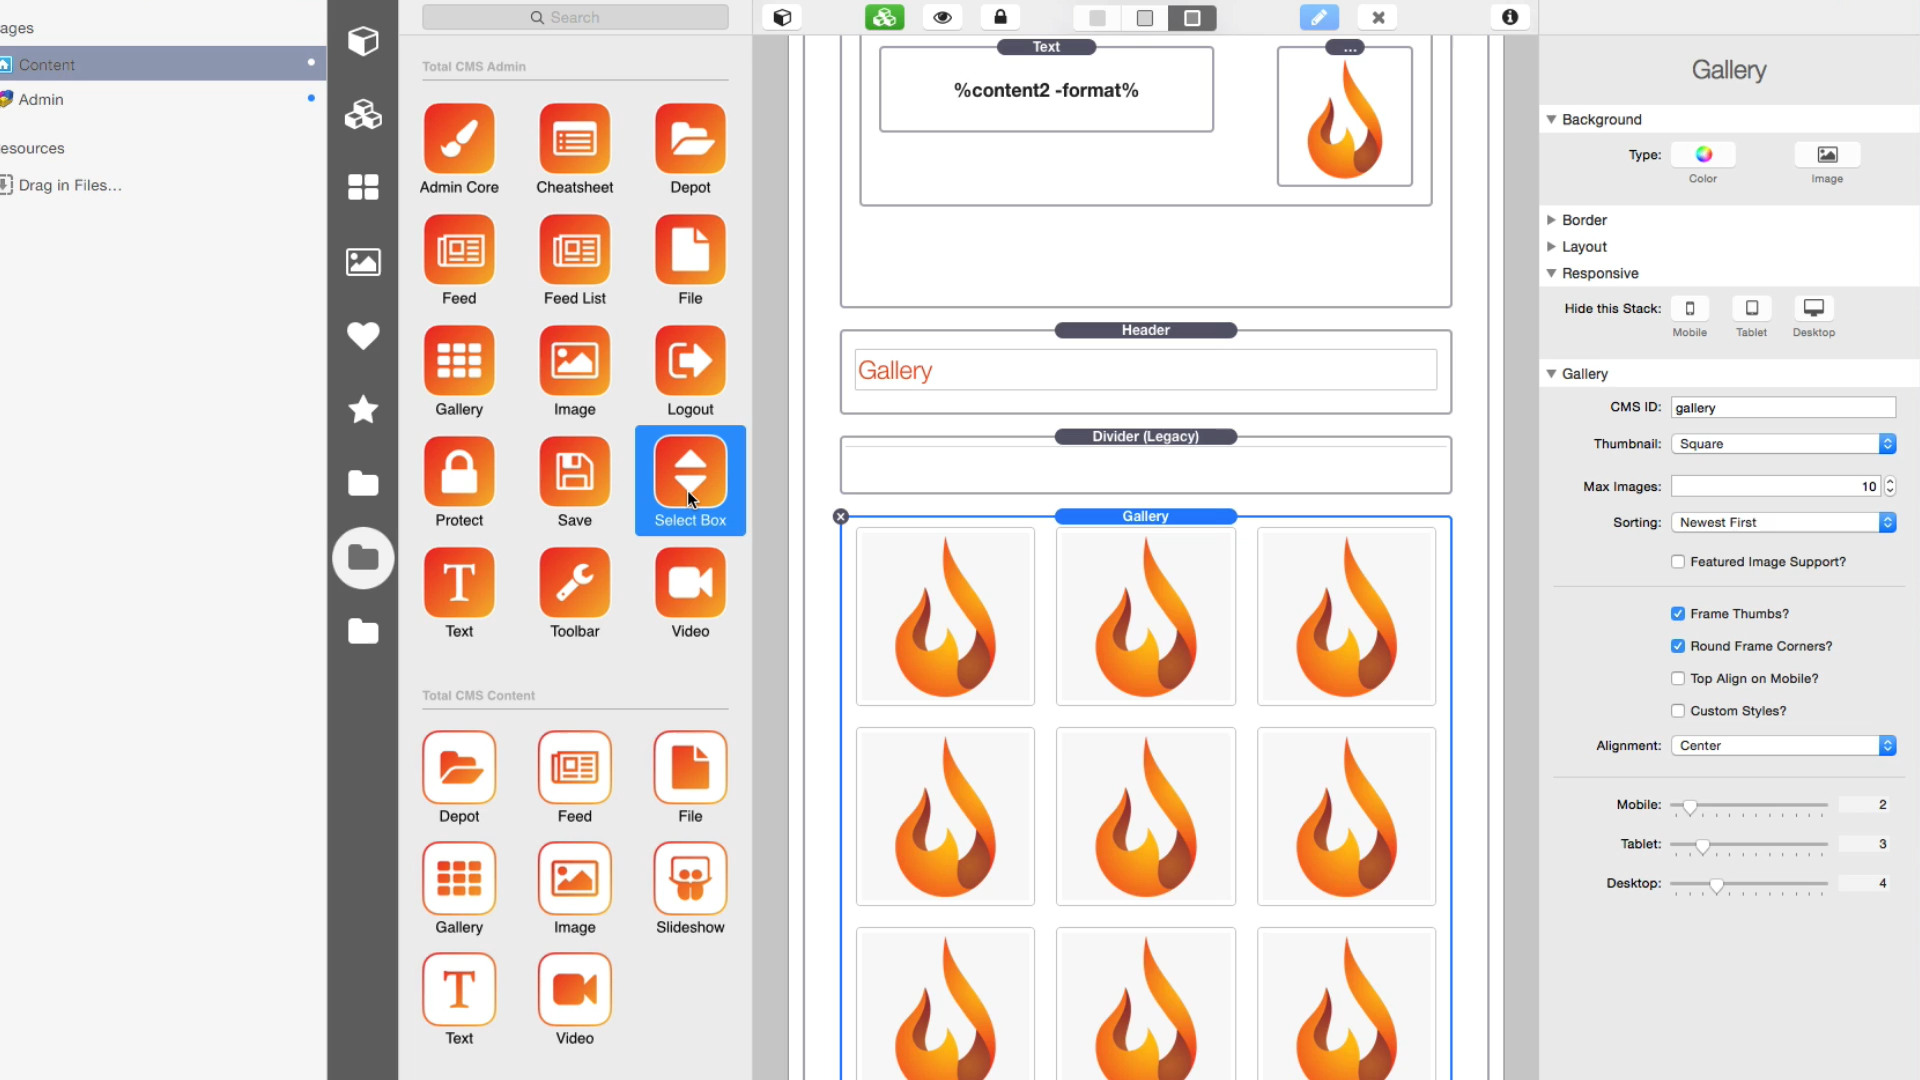 ages
Content
Admin
esources
Drag in Files...
Search
Total CMS Admin
Admin Core
Cheatsheet
Depot
Feed
Feed List
File
Gallery
Image
Logout
Protect
Save
Select Box
Text
Toolbar
Video
Total CMS Content
Depot
Feed
File
Gallery
Image
Slideshow
Text
Video
Text
...
%content2 -format%
Header
Gallery
Divider (Legacy)
Gallery
Gallery
Background
Type:
Color
Image
Border
Layout
Responsive
Hide this Stack:
Mobile
Tablet
Desktop
Gallery
CMS ID: gallery
Thumbnail: Square
Max Images: 10
Sorting: Newest First
Featured Image Support?
Frame Thumbs?
Round Frame Corners?
Top Align on Mobile?
Custom Styles?
Alignment: Center
Mobile: 2
Tablet: 3
Desktop: 4